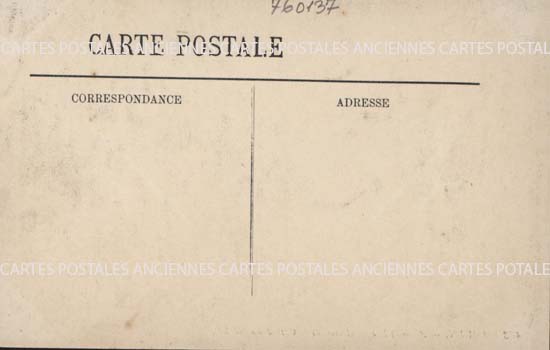 760137
CARTE POSTALE
CARTES POSTALES ANCIENNES CARTES POSTALES ANCIENNES CARTES POSTALE
CORRESPONDANCE
ADRESSE
CARTES POSTALES ANCIENNES CARTES POSTALES ANCIENNES CARTES POTALE